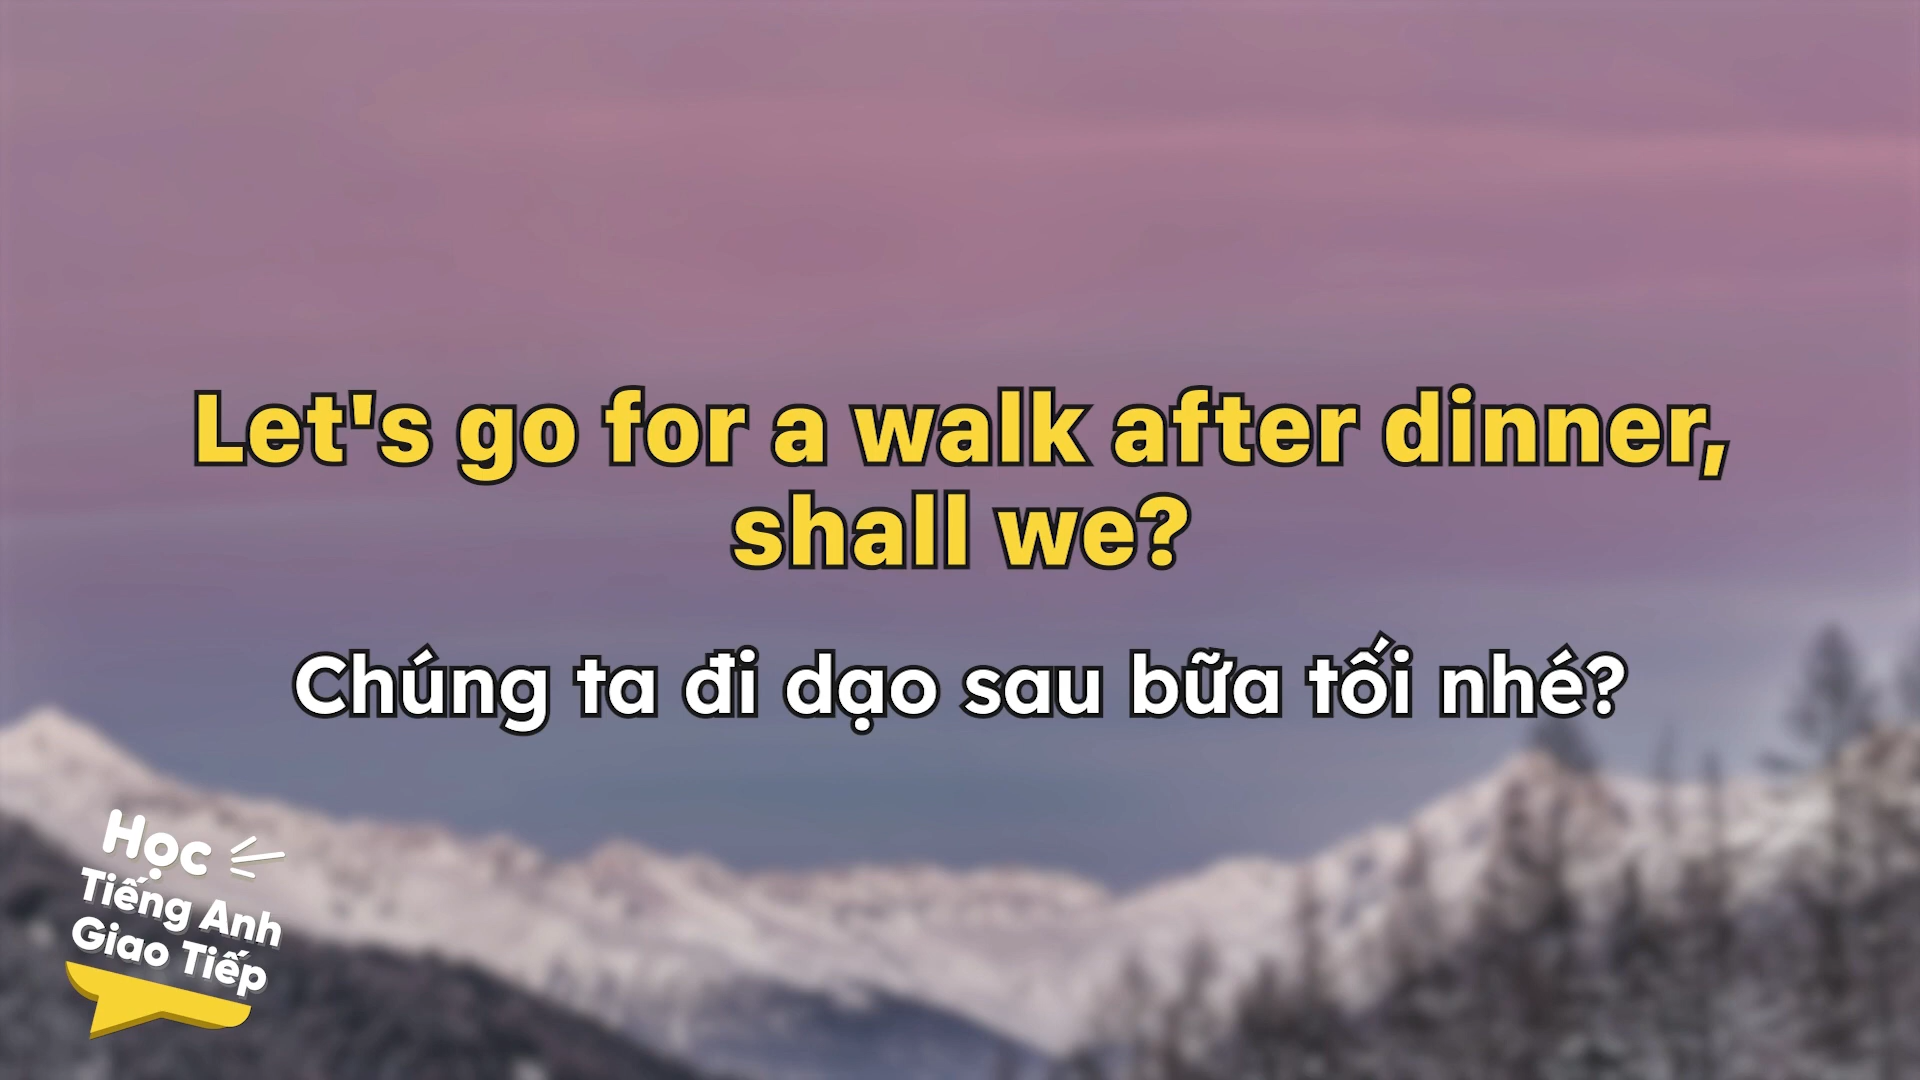 Let's go for a walk after dinner,
shall we?
Chúng ta đi dạo sau bữa tối nhé?
Học
Tiếng Anh
Giao Tiếp